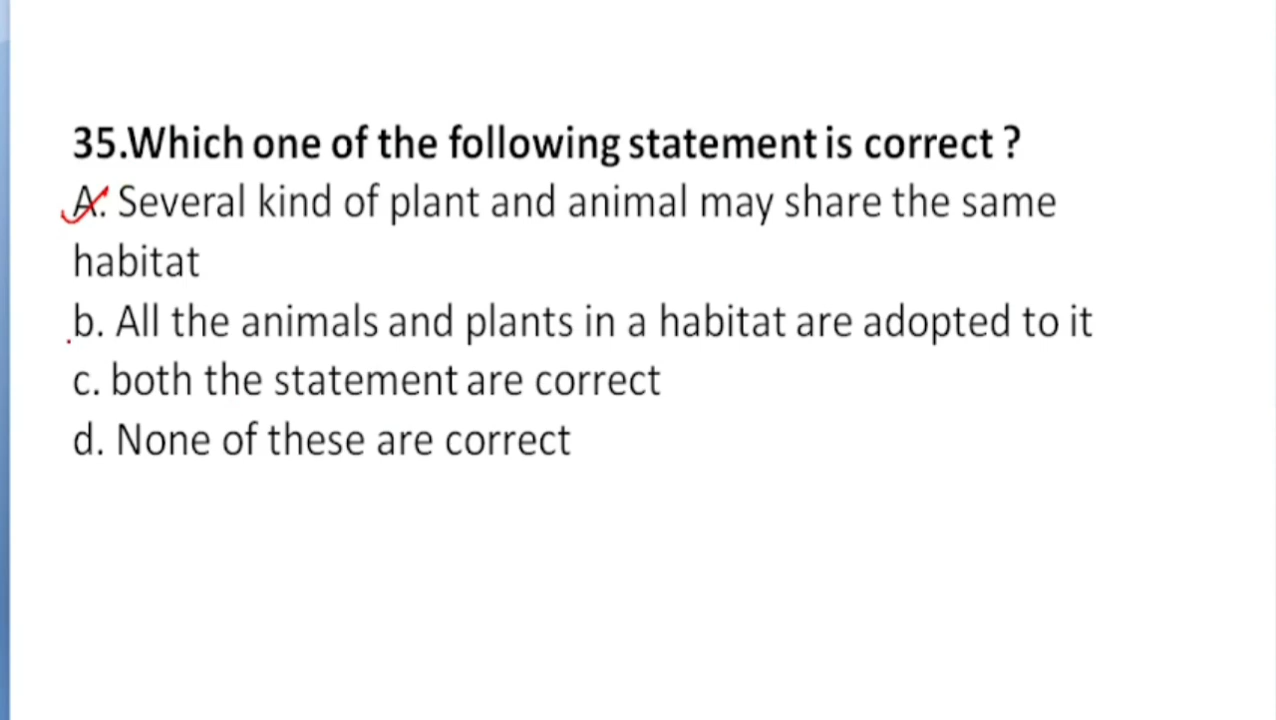 35.Which one of the following statement is correct ?
A. Several kind of plant and animal may share the same
habitat
b. All the animals and plants in a habitat are adopted to it
c. both the statement are correct
d. None of these are correct